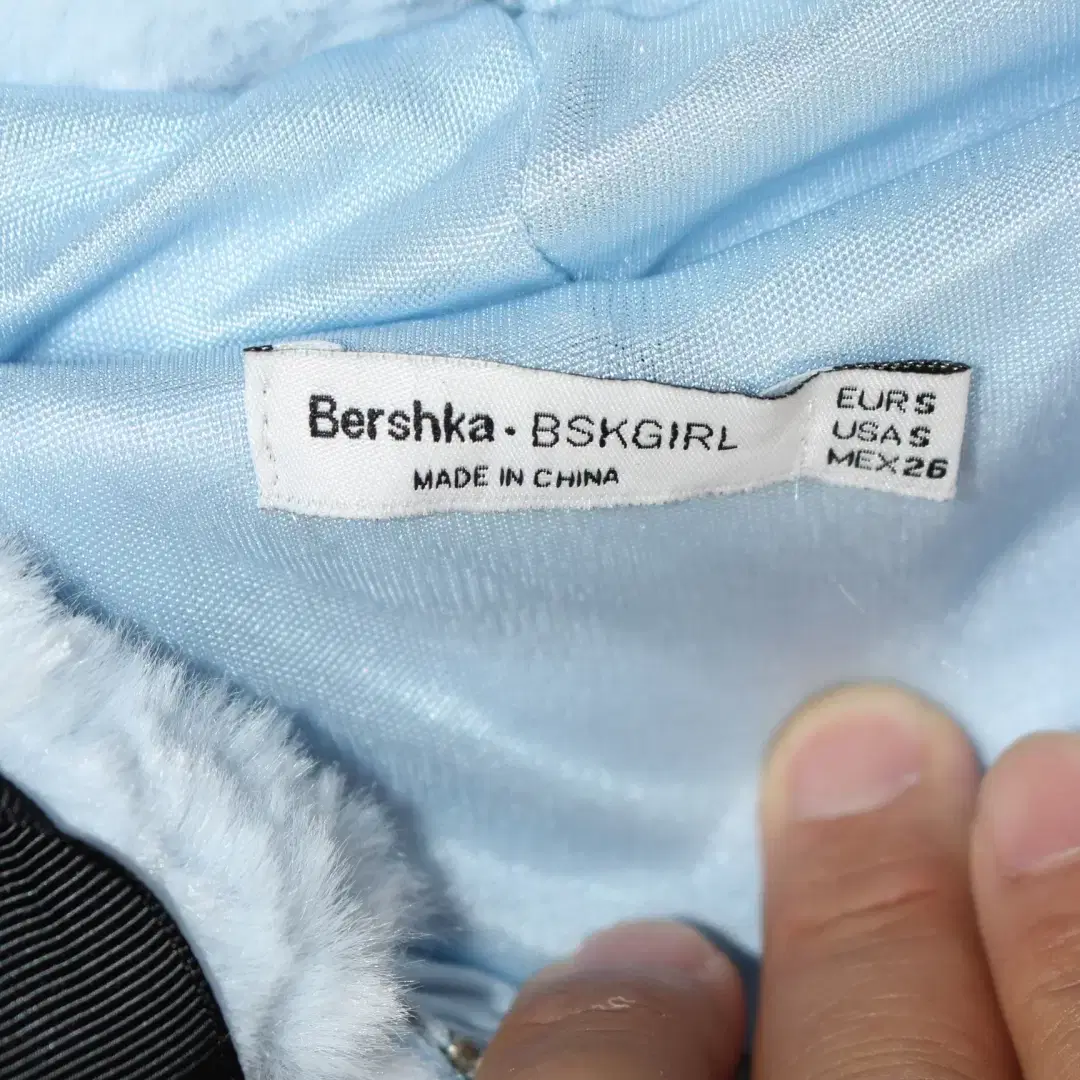 Bershka · BSKGIRL
MADE IN CHINA
EUR S
USA S
MEX 26